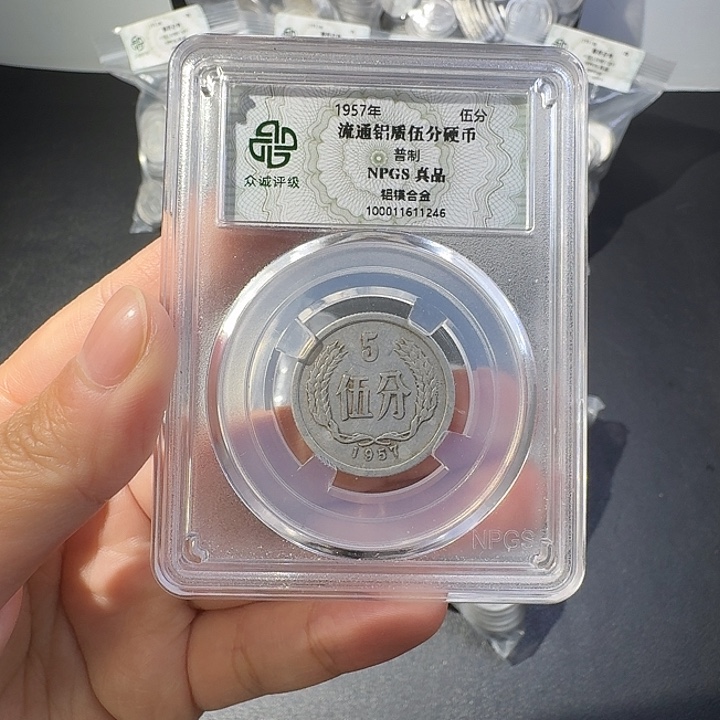 1957年
伍分
流通铝质伍分硬币
普制
NPGS 真品
铝镁合金
100011611246
众诚评级
5
伍分
1957
NPGS